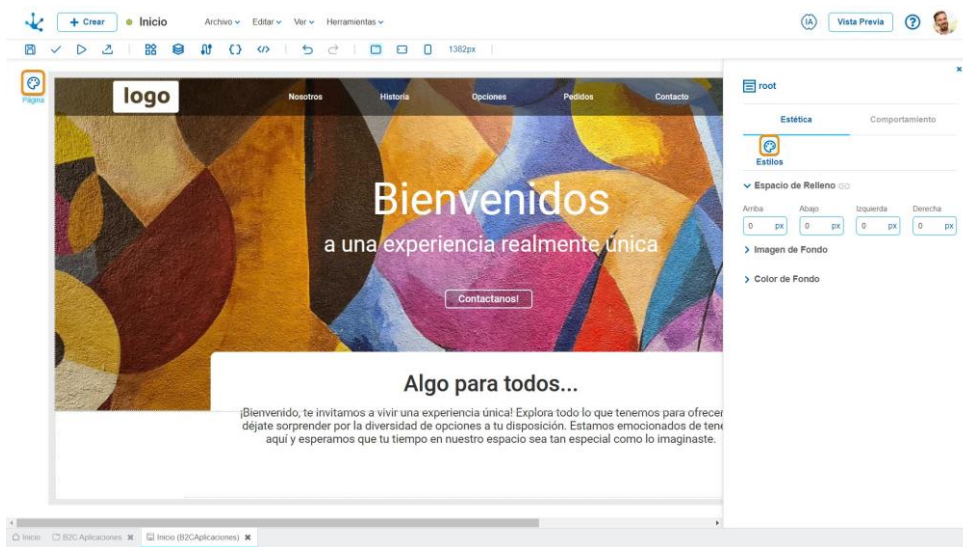 + Crear
Inicio
Archivo
Editar
Ver
Herramientas
IA
Vista Previa
?
1382px
Página
logo
Nosotros
Historia
Opciones
Pedidos
Contacto
Bienvenidos
a una experiencia realmente única
Contactanos!
Algo para todos...
¡Bienvenido, te invitamos a vivir una experiencia única! Explora todo lo que tenemos para ofrecer
déjate sorprender por la diversidad de opciones a tu disposición. Estamos emocionados de tene
aquí y esperamos que tu tiempo en nuestro espacio sea tan especial como lo imaginaste.
root
Estética
Comportamiento
Estilos
Espacio de Relleno
Arriba Abajo Izquierda Derecha
0 px 0 px 0 px 0 px
Imagen de Fondo
Color de Fondo
Inicio
B2C Aplicaciones
Inicio (B2CAplicaciones)